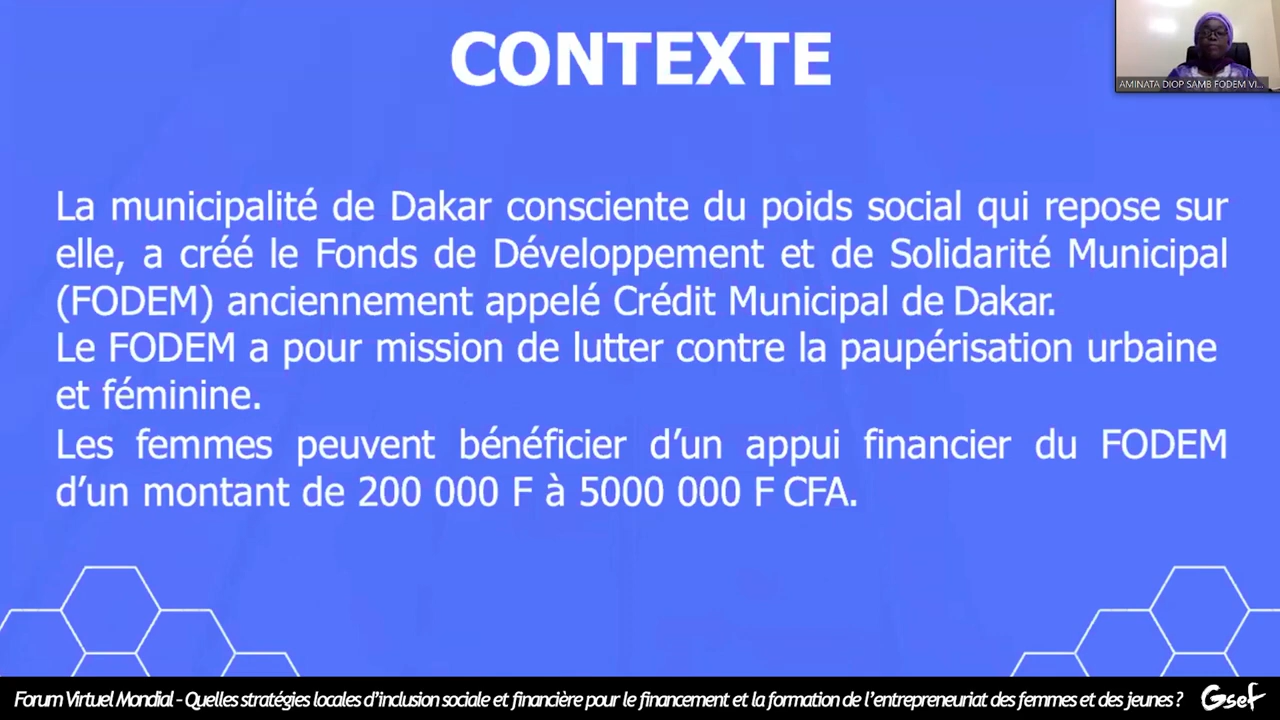 CONTEXTE
AMINATA DIOP SAMB FODEM VI...
La municipalité de Dakar consciente du poids social qui repose sur
elle, a créé le Fonds de Développement et de Solidarité Municipal
(FODEM) anciennement appelé Crédit Municipal de Dakar.
Le FODEM a pour mission de lutter contre la paupérisation urbaine
et féminine.
Les femmes peuvent bénéficier d’un appui financier du FODEM
d’un montant de 200 000 F à 5000 000 F CFA.
Forum Virtuel Mondial - Quelles stratégies locales d’inclusion sociale et financière pour le financement et la formation de l’entrepreneuriat des femmes et des jeunes ?
Gsef